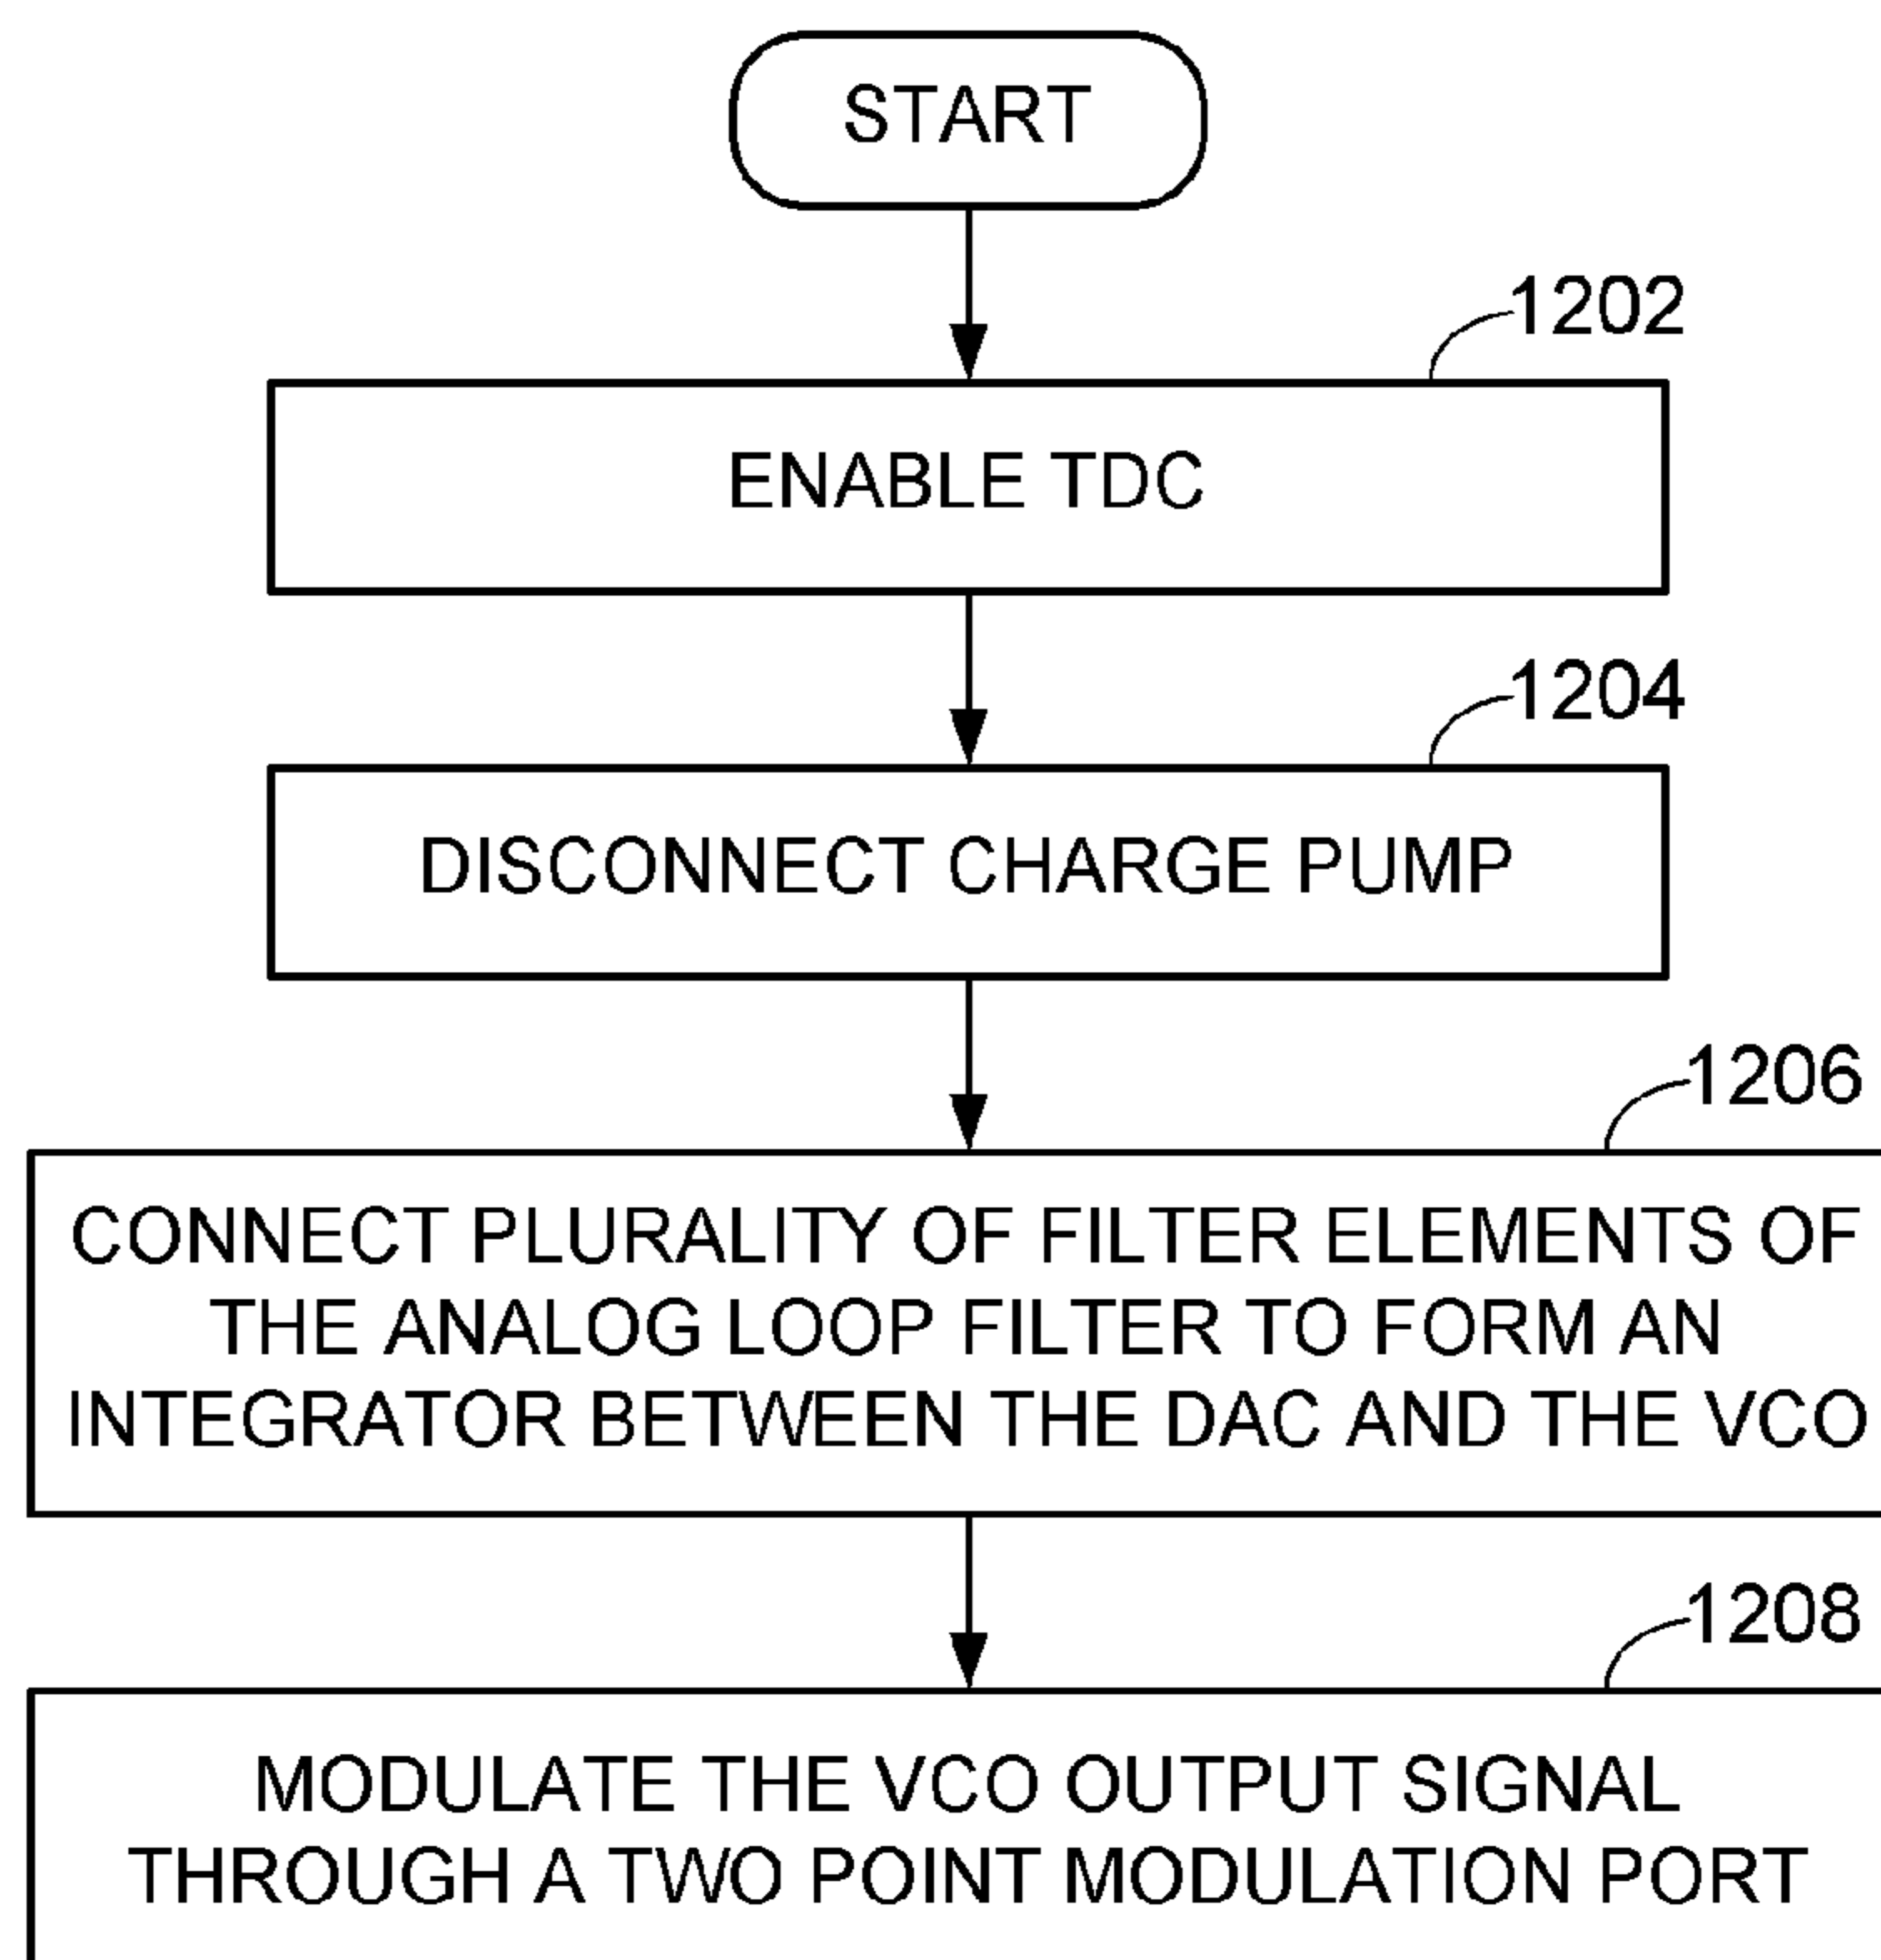 START
1202
ENABLE TDC
1204
DISCONNECT CHARGE PUMP
1206
CONNECT PLURALITY OF FILTER ELEMENTS OF
THE ANALOG LOOP FILTER TO FORM AN
INTEGRATOR BETWEEN THE DAC AND THE VCO
1208
MODULATE THE VCO OUTPUT SIGNAL
THROUGH A TWO POINT MODULATION PORT